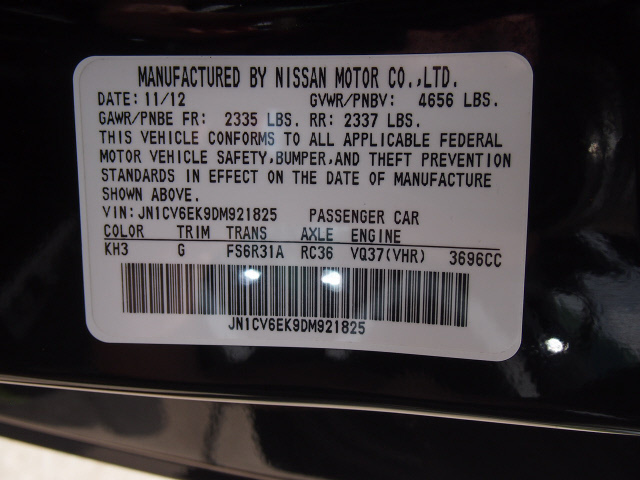 MANUFACTURED BY NISSAN MOTOR CO.,LTD.
DATE: 11/12 GVWR/PNBV: 4656 LBS.
GAWR/PNBE FR: 2335 LBS. RR: 2337 LBS.
THIS VEHICLE CONFORMS TO ALL APPLICABLE FEDERAL
MOTOR VEHICLE SAFETY,BUMPER,AND THEFT PREVENTION
STANDARDS IN EFFECT ON THE DATE OF MANUFACTURE
SHOWN ABOVE.
VIN: JN1CV6EK9DM921825 PASSENGER CAR
COLOR TRIM TRANS AXLE ENGINE
KH3 G FS6R31A RC36 VQ37(VHR) 3696CC
JN1CV6EK9DM921825